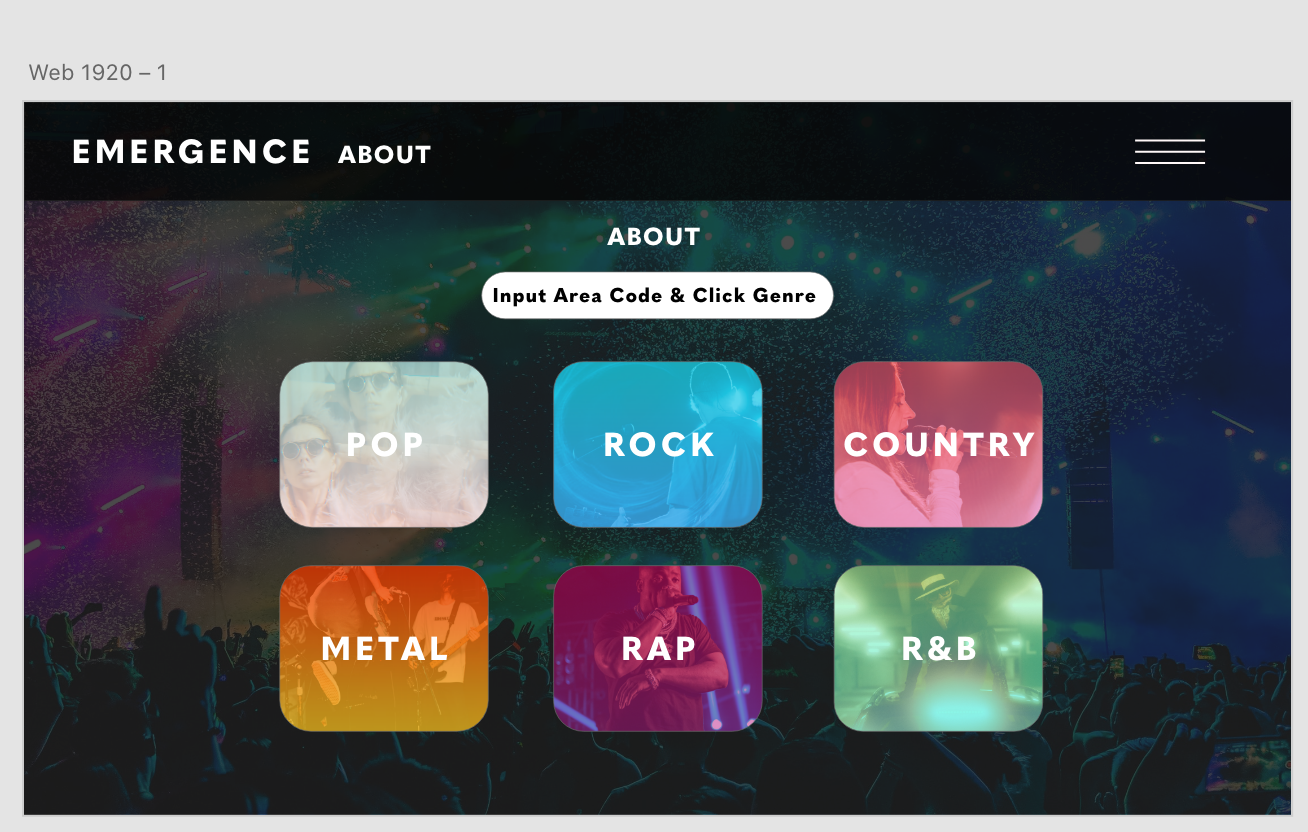 Web 1920 – 1
EMERGENCE ABOUT
ABOUT
Input Area Code & Click Genre
POP ROCK COUNTRY
METAL RAP R&B